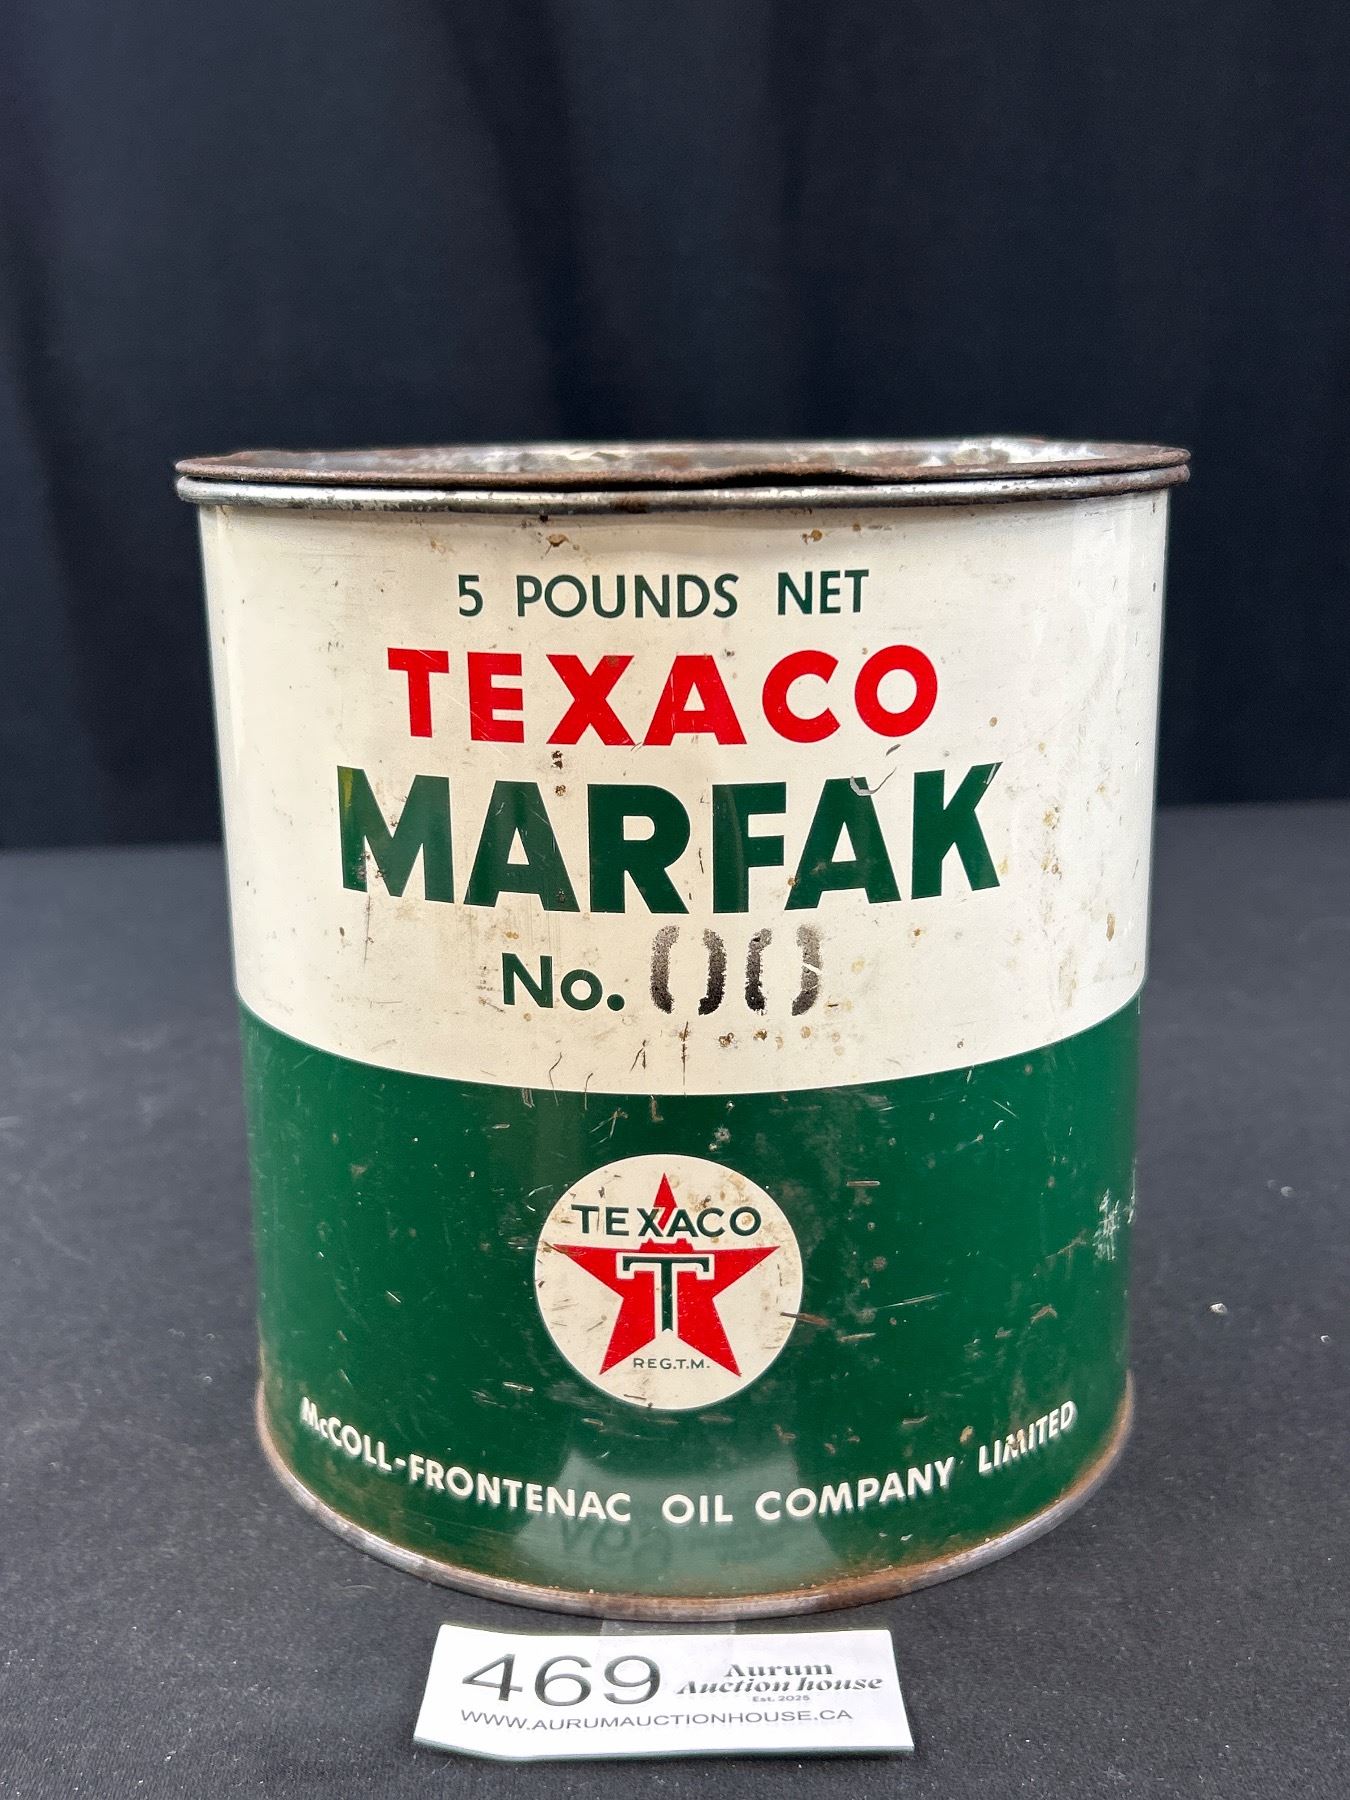 5 POUNDS NET
TEXACO
MARFAK
No. 00
TEXACO
T
REG.T.M.
McCOLL-FRONTENAC OIL COMPANY LIMITED
469 Aurum
Auction house
Est. 2025
WWW.AURUMAUCTIONHOUSE.CA